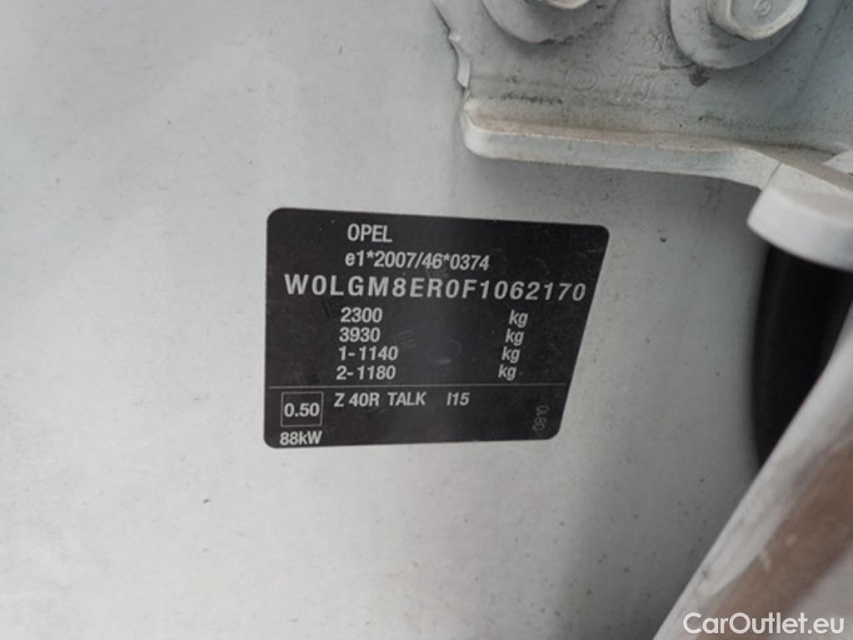 OPEL
e1*2007/46*0374
W0LGM8ER0F1062170
2300 kg
3930 kg
1-1140 kg
2-1180 kg
0.50 Z 40R TALK I15
88kW
CarOutlet.eu